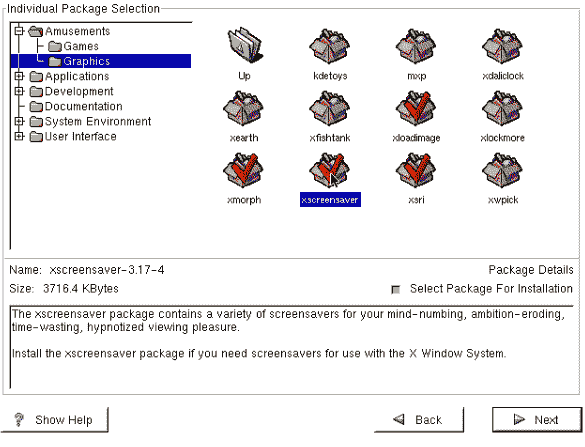 Individual Package Selection:
Amusements
Games
Graphics
Applications
Development
Documentation
System Environment
User Interface
Up kdetoys mxp xdaliclock
xearth xfishtank xloadimage xlockmore
xmorph xscreensaver xsri xwpick
Name: xscreensaver-3.17-4 Package Details
Size: 3716.4 KBytes Select Package For Installation
The xscreensaver package contains a variety of screensavers for your mind-numbing, ambition-eroding,
time-wasting, hypnotized viewing pleasure.
Install the xscreensaver package if you need screensavers for use with the X Window System.
Show Help Back Next